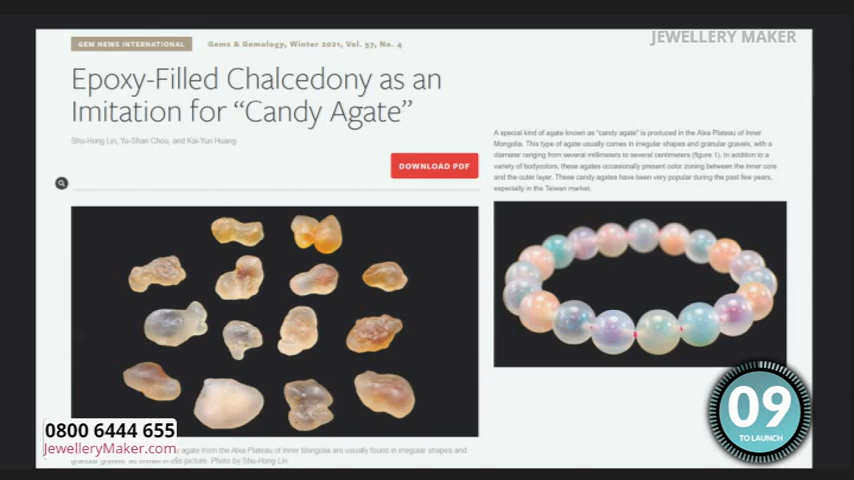 JEWELLERY MAKER
GEM NEWS INTERNATIONAL
Gems & Gemology, Winter 2021, Vol. 57, No. 4
Epoxy-Filled Chalcedony as an
Imitation for “Candy Agate”
Shu-Hong Lin, Yu-Shan Chou, and Kai-Yun Huang
DOWNLOAD PDF
A special kind of agate known as “candy agate” is produced in the Alxa Plateau of Inner
Mongolia. This type of agate usually comes in irregular shapes and granular gravels, with a
diameter ranging from several millimeters to several centimeters (figure 1). In addition to a
variety of bodycolors, these agates occasionally present color zoning between the inner core
and the outer layer. These candy agates have been very popular during the past few years,
especially in the Taiwan market.
0800 6444 655
JewelleryMaker.com
agate from the Alxa Plateau of Inner Mongolia are usually found in irregular shapes and
granular gravels, as shown in this picture. Photo by Shu-Hong Lin
09
TO LAUNCH